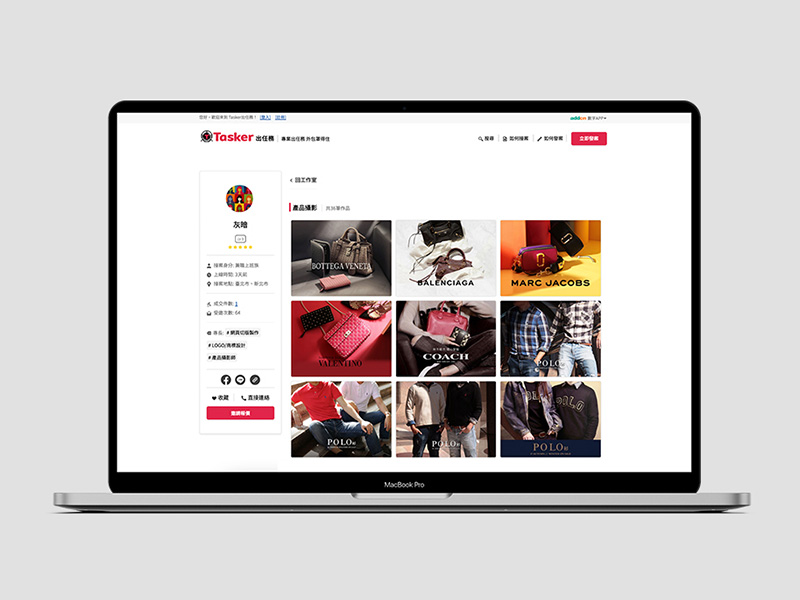 您好，歡迎來到 Tasker出任務！ [登入] [註冊]
addcn 數字APP
Tasker 出任務 專業出任務 外包罩得住
搜尋 如何接案 如何發案 立即發案
回工作室
灰階
產品攝影 共36筆作品
接案身份: 兼職上班族
上線時間: 3天前
接案地點: 臺北市、新北市
成交件數: 1
受邀次數: 64
專長: # 網頁切版製作
# LOGO/商標設計
# 產品攝影師
收藏 直接連絡
邀請報價
BOTTEGA VENETA
BALENCIAGA
MARC JACOBS
VALENTINO
COACH
POLO
POLO
POLO
POLO
POLO
MacBook Pro